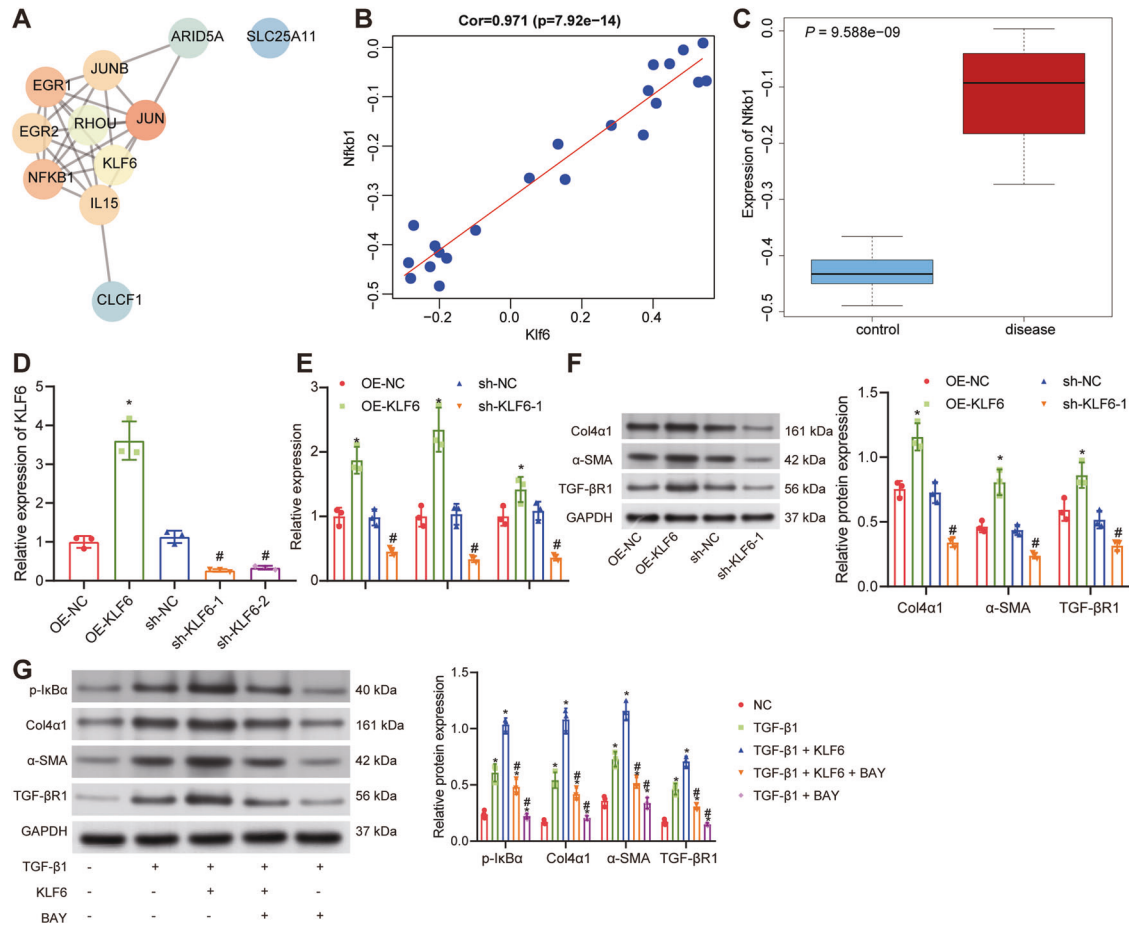 A
ARID5A
SLC25A11
JUNB
EGR1
RHOU
JUN
EGR2
KLF6
NFKB1
IL15
CLCF1
B
Cor=0.971 (p=7.92e−14)
Nfkb1
0.0
−0.1
−0.2
−0.3
−0.4
−0.5
−0.2
0.0
0.2
0.4
Klf6
C
P = 9.588e−09
Expression of Nfkb1
0.0
−0.1
−0.2
−0.3
−0.4
−0.5
control
disease
D
Relative expression of KLF6
5
4
3
2
1
0
*
#
#
OE-NC
OE-KLF6
sh-NC
sh-KLF6-1
sh-KLF6-2
E
OE-NC
OE-KLF6
sh-NC
sh-KLF6-1
Relative expression
3
2
1
0
*
#
*
#
*
#
F
Col4α1
161 kDa
α-SMA
42 kDa
TGF-βR1
56 kDa
GAPDH
37 kDa
OE-NC
OE-KLF6
sh-NC
sh-KLF6-1
OE-NC
OE-KLF6
sh-NC
sh-KLF6-1
Relative protein expression
1.5
1.0
0.5
0.0
*
#
*
#
*
#
Col4α1
α-SMA
TGF-βR1
G
p-IκBα
40 kDa
Col4α1
161 kDa
α-SMA
42 kDa
TGF-βR1
56 kDa
GAPDH
37 kDa
TGF-β1 - + + + +
KLF6 - - + + -
BAY - - - + +
Relative protein expression
1.5
1.0
0.5
0.0
*
*
#
*
#
*
*
*
#
*
#
*
*
*
#
*
#
*
*
*
#
*
#
*
p-IκBα
Col4α1
α-SMA
TGF-βR1
NC
TGF-β1
TGF-β1 + KLF6
TGF-β1 + KLF6 + BAY
TGF-β1 + BAY